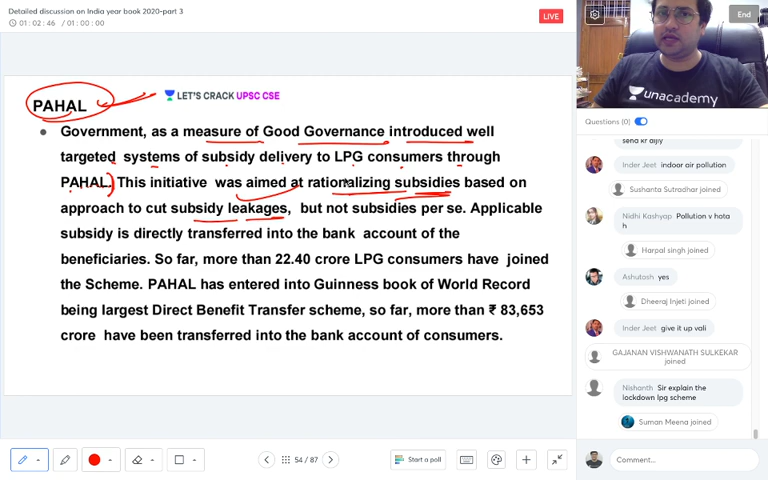 Detailed discussion on India year book 2020-part 3
01 : 02 : 46 / 01 : 00 : 00
LIVE
End
unacademy
PAHAL
LET'S CRACK UPSC CSE
Government, as a measure of Good Governance introduced well
targeted systems of subsidy delivery to LPG consumers through
PAHAL. This initiative was aimed at rationalizing subsidies based on
approach to cut subsidy leakages, but not subsidies per se. Applicable
subsidy is directly transferred into the bank account of the
beneficiaries. So far, more than 22.40 crore LPG consumers have joined
the Scheme. PAHAL has entered into Guinness book of World Record
being largest Direct Benefit Transfer scheme, so far, more than ₹ 83,653
crore have been transferred into the bank account of consumers.
Questions (0)
send kr dijiy
Inder Jeet indoor air pollution
Sushanta Sutradhar joined
Nidhi Kashyap Pollution v hota
h
Harpal singh joined
Ashutosh yes
Dheeraj Injeti joined
Inder Jeet give it up vali
GAJANAN VISHWANATH SULKEKAR
joined
Nishanth Sir explain the
lockdown lpg scheme
Suman Meena joined
54 / 87
Start a poll
Comment...